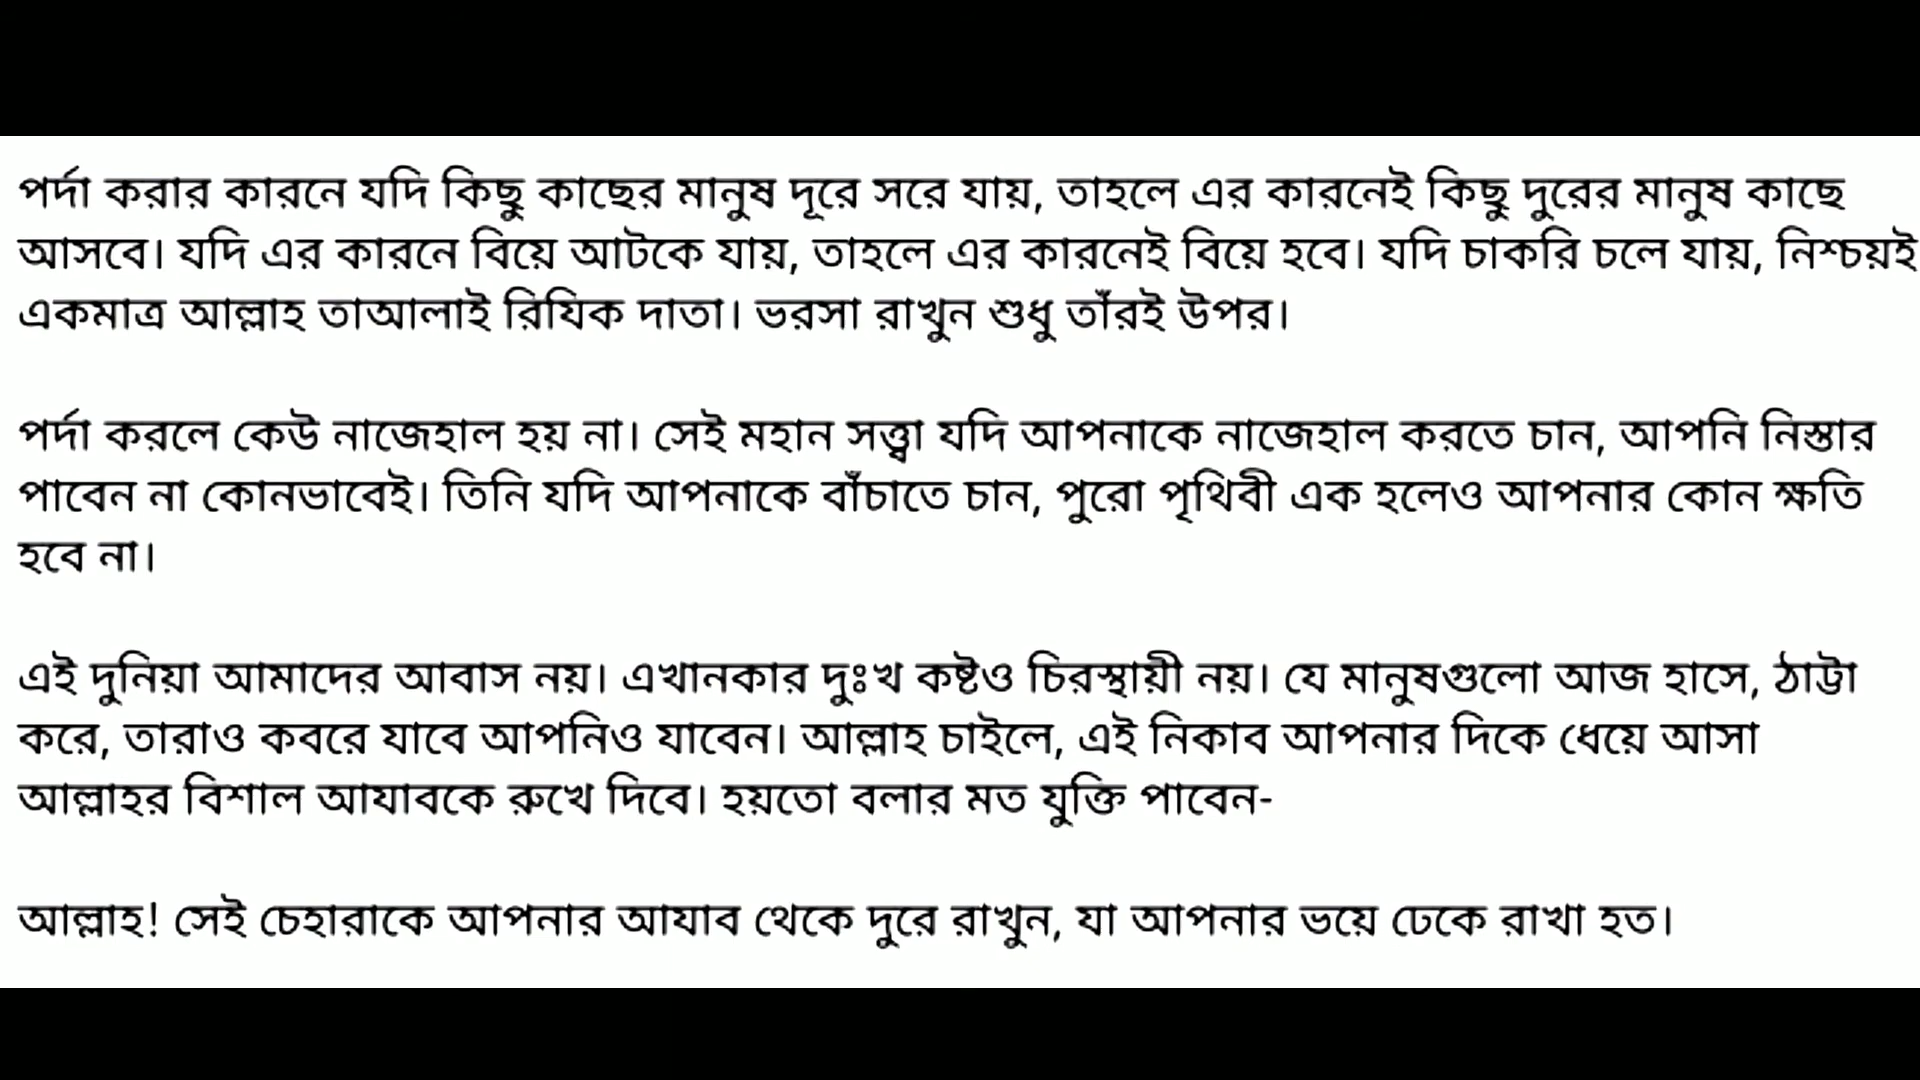 পর্দা করার কারনে যদি কিছু কাছের মানুষ দূরে সরে যায়, তাহলে এর কারনেই কিছু দুরের মানুষ কাছে
আসবে। যদি এর কারনে বিয়ে আটকে যায়, তাহলে এর কারনেই বিয়ে হবে। যদি চাকরি চলে যায়, নিশ্চয়ই
একমাত্র আল্লাহ তাআলাই রিযিক দাতা। ভরসা রাখুন শুধু তাঁরই উপর।
পর্দা করলে কেউ নাজেহাল হয় না। সেই মহান সত্ত্বা যদি আপনাকে নাজেহাল করতে চান, আপনি নিস্তার
পাবেন না কোনভাবেই। তিনি যদি আপনাকে বাঁচাতে চান, পুরো পৃথিবী এক হলেও আপনার কোন ক্ষতি
হবে না।
এই দুনিয়া আমাদের আবাস নয়। এখানকার দুঃখ কষ্টও চিরস্থায়ী নয়। যে মানুষগুলো আজ হাসে, ঠাট্টা
করে, তারাও কবরে যাবে আপনিও যাবেন। আল্লাহ চাইলে, এই নিকাব আপনার দিকে ধেয়ে আসা
আল্লাহর বিশাল আযাবকে রুখে দিবে। হয়তো বলার মত যুক্তি পাবেন-
আল্লাহ! সেই চেহারাকে আপনার আযাব থেকে দুরে রাখুন, যা আপনার ভয়ে ঢেকে রাখা হত।